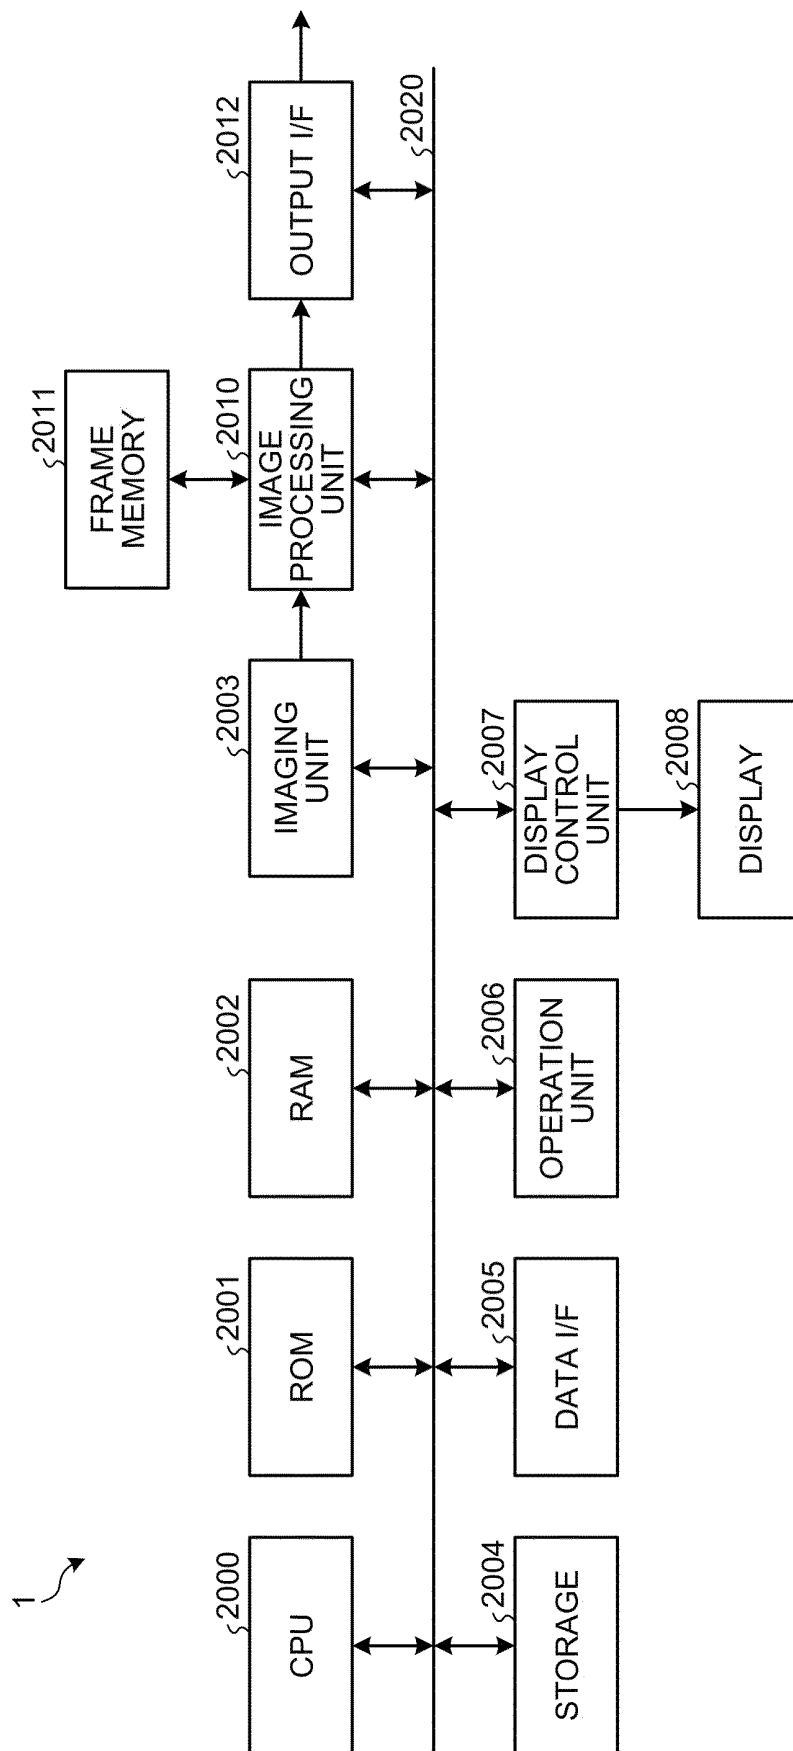 1
2011
FRAME
MEMORY
2000
CPU
2001
ROM
2002
RAM
2003
IMAGING
UNIT
2010
IMAGE
PROCESSING
UNIT
2012
OUTPUT I/F
2020
2004
STORAGE
2005
DATA I/F
2006
OPERATION
UNIT
2007
DISPLAY
CONTROL
UNIT
2008
DISPLAY